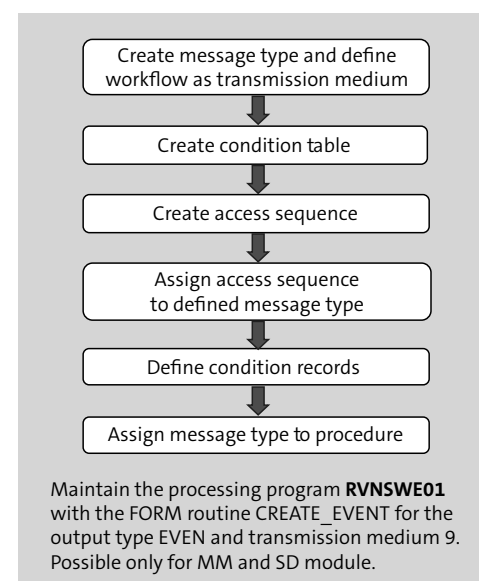 Create message type and define
workflow as transmission medium
Create condition table
Create access sequence
Assign access sequence
to defined message type
Define condition records
Assign message type to procedure
Maintain the processing program RVNSWE01
with the FORM routine CREATE_EVENT for the
output type EVEN and transmission medium 9.
Possible only for MM and SD module.